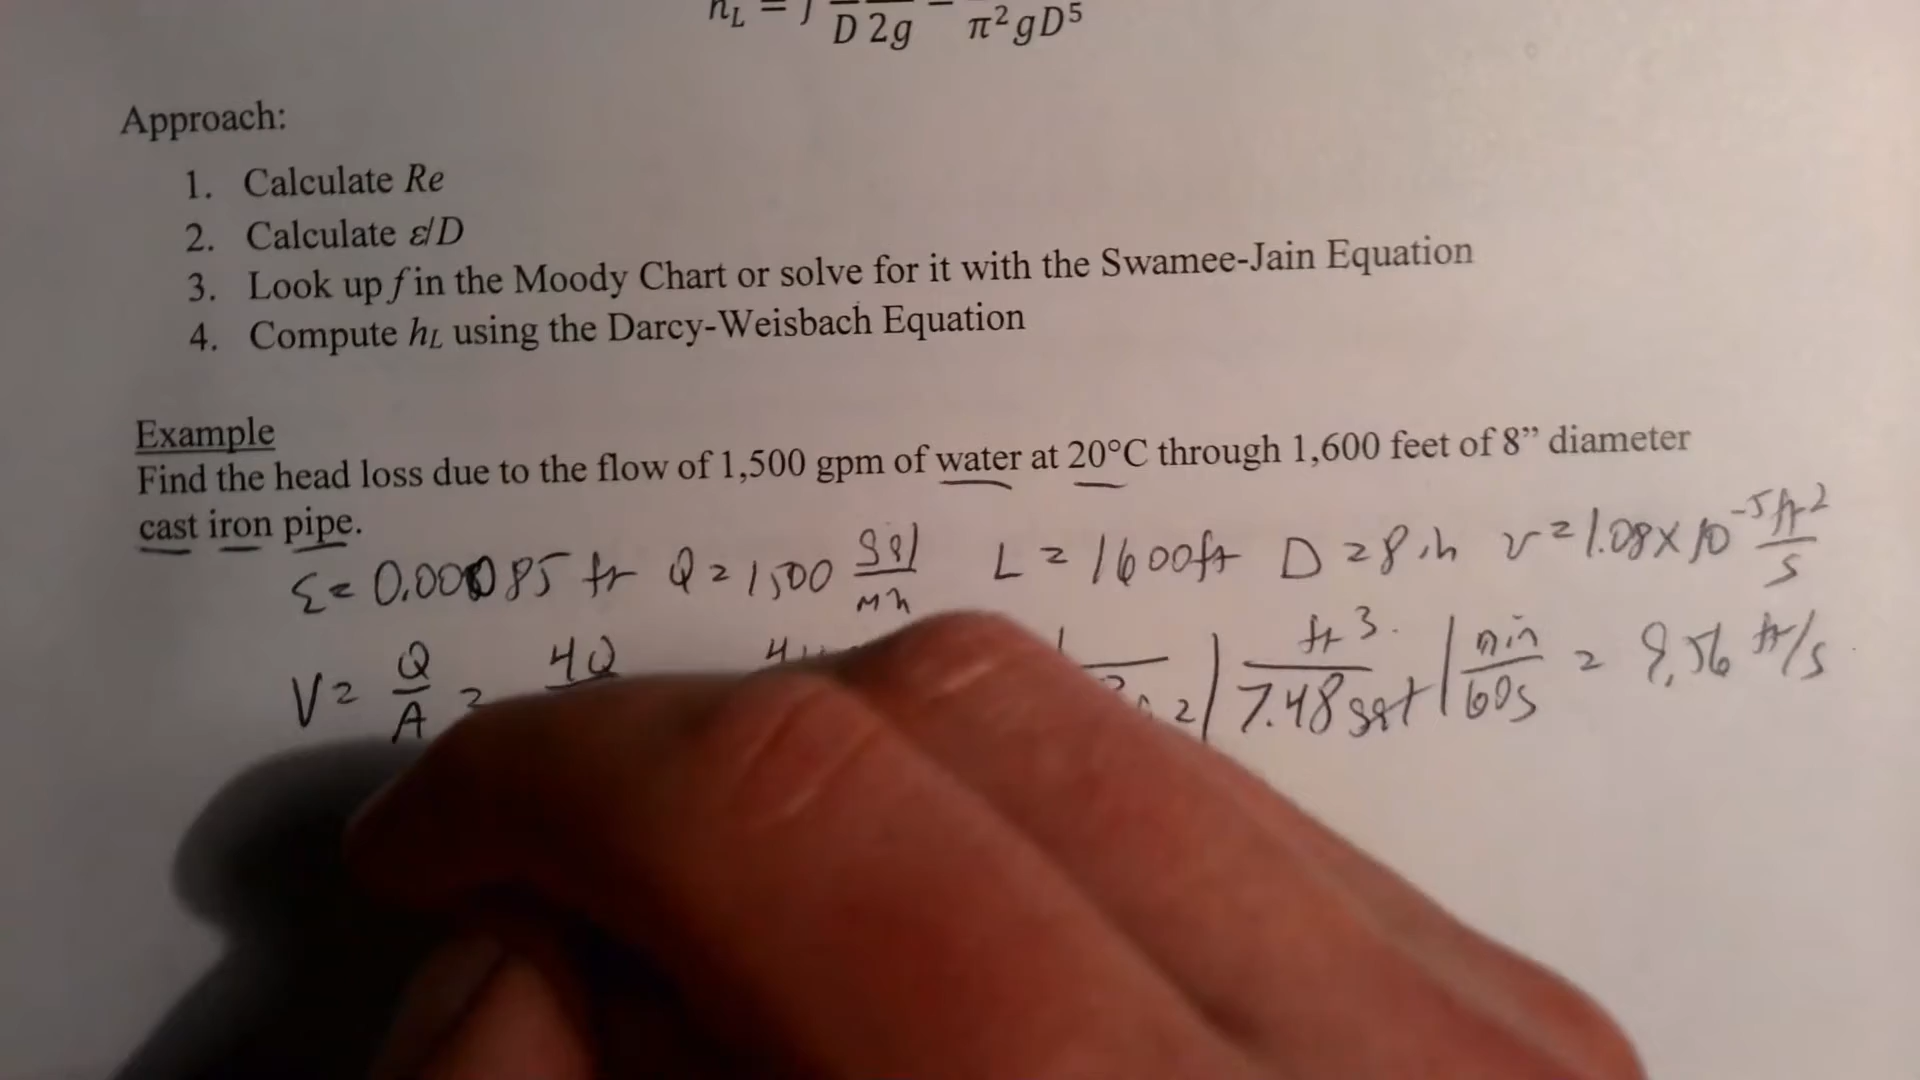 D 2g π²gD⁵
Approach:
1. Calculate Re
2. Calculate ε/D
3. Look up f in the Moody Chart or solve for it with the Swamee-Jain Equation
4. Compute hL using the Darcy-Weisbach Equation
Example
Find the head loss due to the flow of 1,500 gpm of water at 20°C through 1,600 feet of 8” diameter
cast iron pipe.
ε = 0.00085 ft Q = 1,500 gal/min L = 1600ft D = 8 in ν = 1.08 x 10⁻⁵ ft²/s
V = Q/A = 4Q | ft³/7.48 gal | min/60s = 9.56 ft/s